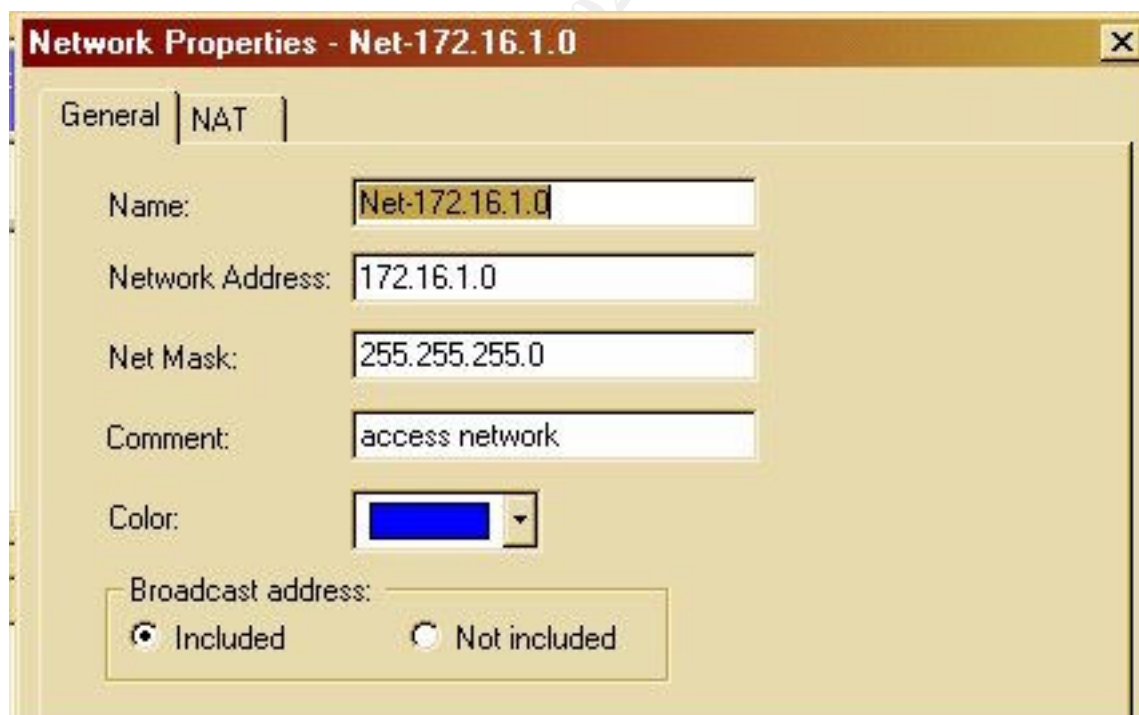 Network Properties - Net-172.16.1.0
General NAT
Name: Net-172.16.1.0
Network Address: 172.16.1.0
Net Mask: 255.255.255.0
Comment: access network
Color:
Broadcast address:
Included Not included